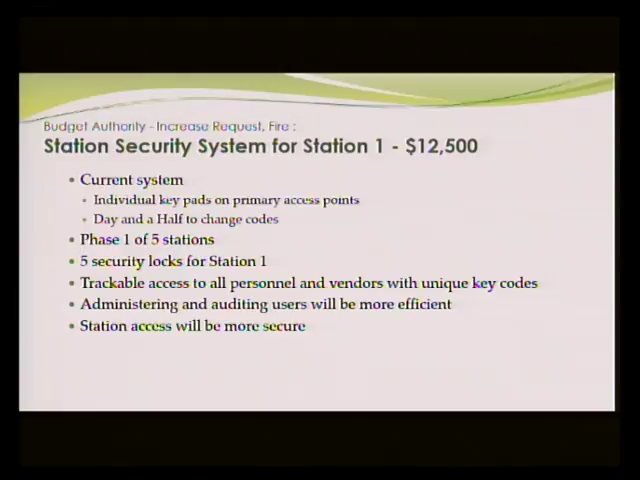 Budget Authority - Increase Request, Fire :
Station Security System for Station 1 - $12,500
• Current system
• Individual key pads on primary access points
• Day and a Half to change codes
• Phase 1 of 5 stations
• 5 security locks for Station 1
• Trackable access to all personnel and vendors with unique key codes
• Administering and auditing users will be more efficient
• Station access will be more secure